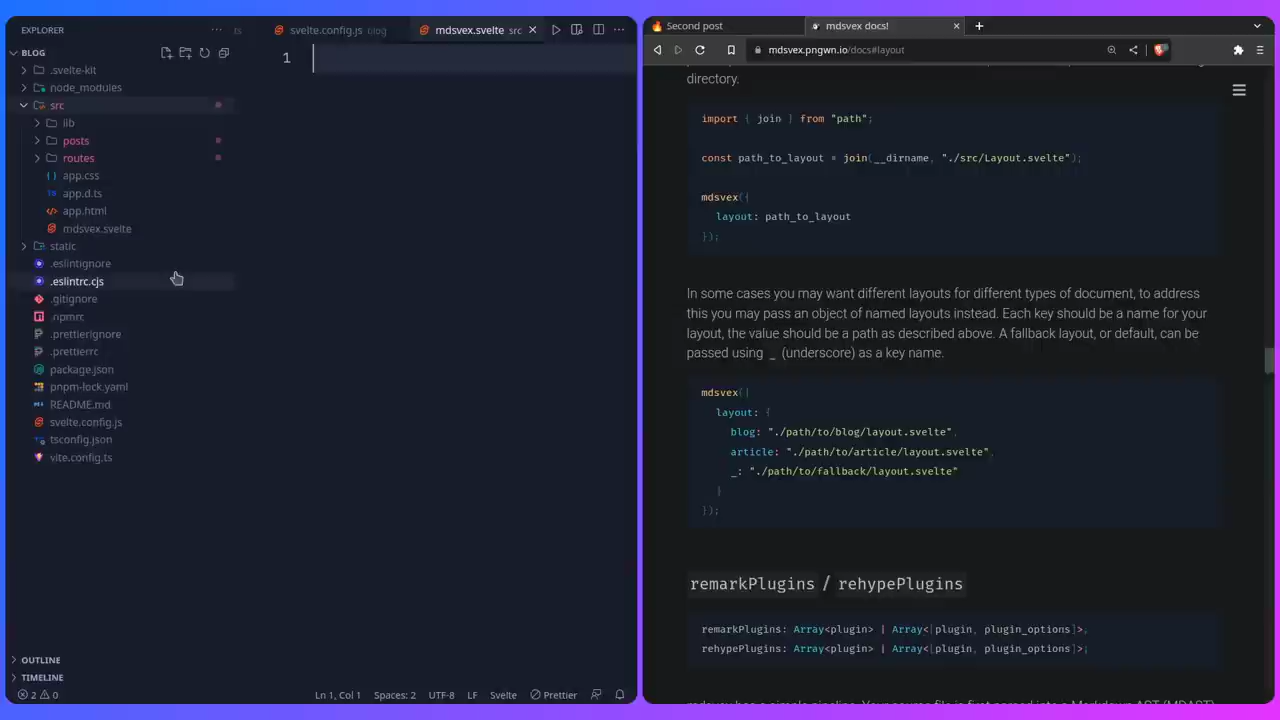 EXPLORER
BLOG
.svelte-kit
node_modules
src
lib
posts
routes
app.css
app.d.ts
app.html
mdsvex.svelte
static
.eslintignore
.eslintrc.cjs
.gitignore
.npmrc
.prettierignore
.prettierrc
package.json
pnpm-lock.yaml
README.md
svelte.config.js
tsconfig.json
vite.config.ts
OUTLINE
TIMELINE
ts svelte.config.js blog mdsvex.svelte src
1
2 0 Ln 1, Col 1 Spaces: 2 UTF-8 LF Svelte Prettier
Second post mdsvex docs!
mdsvex.pngwn.io/docs#layout
directory.
import { join } from "path";
const path_to_layout = join(__dirname, "./src/Layout.svelte");
mdsvex({
layout: path_to_layout
});
In some cases you may want different layouts for different types of document, to address
this you may pass an object of named layouts instead. Each key should be a name for your
layout, the value should be a path as described above. A fallback layout, or default, can be
passed using _ (underscore) as a key name.
mdsvex({
layout: {
blog: "./path/to/blog/layout.svelte",
article: "./path/to/article/layout.svelte",
_: "./path/to/fallback/layout.svelte"
}
});
remarkPlugins / rehypePlugins
remarkPlugins: Array<plugin> | Array<[plugin, plugin_options]>;
rehypePlugins: Array<plugin> | Array<[plugin, plugin_options]>;